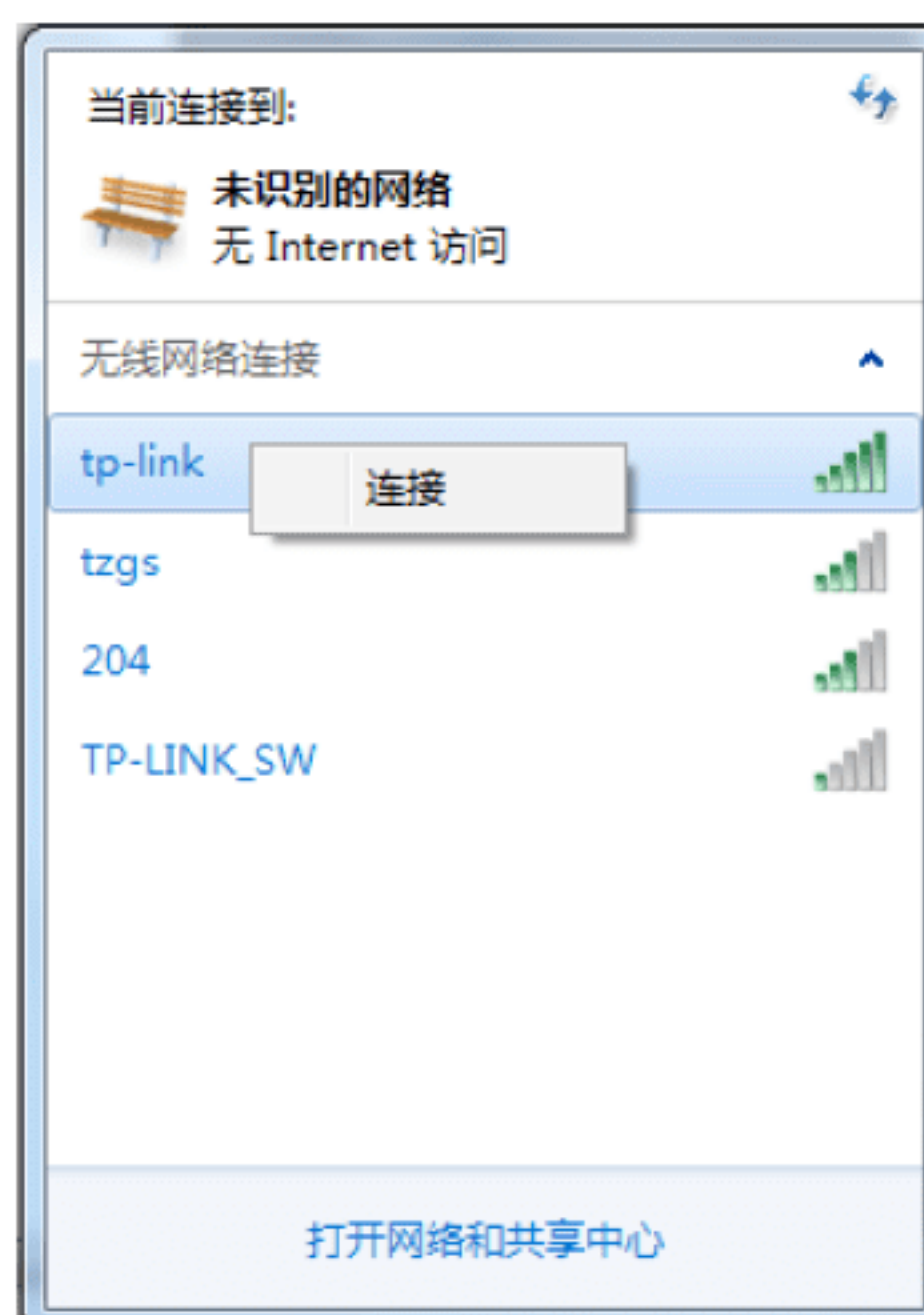 当前连接到:
未识别的网络
无 Internet 访问
无线网络连接
tp-link
连接
tzgs
204
TP-LINK_SW
打开网络和共享中心